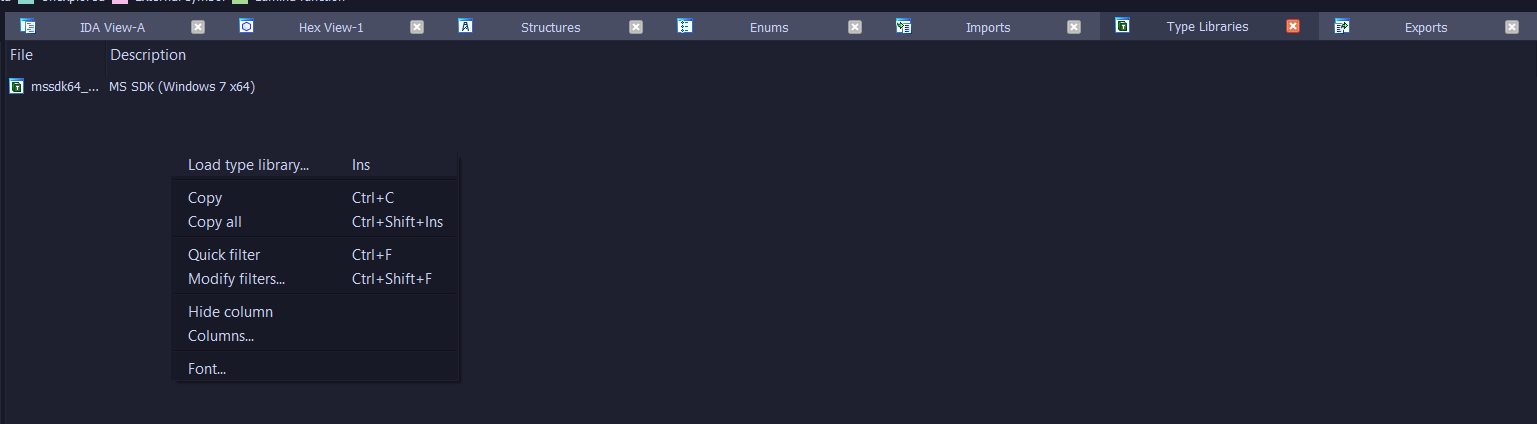 IDA View-A Hex View-1 Structures Enums Imports Type Libraries Exports
File Description
mssdk64_... MS SDK (Windows 7 x64)
Load type library... Ins
Copy Ctrl+C
Copy all Ctrl+Shift+Ins
Quick filter Ctrl+F
Modify filters... Ctrl+Shift+F
Hide column
Columns...
Font...